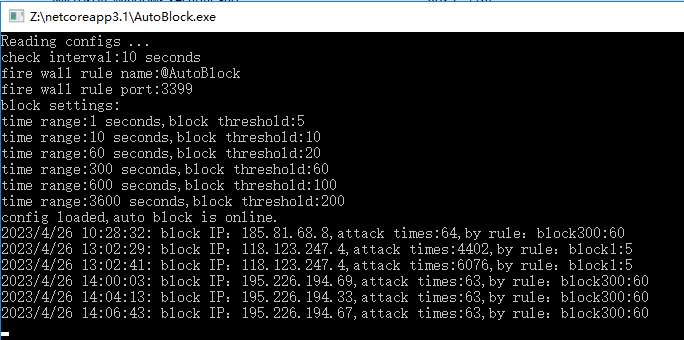 Z:\netcoreapp3.1\AutoBlock.exe
Reading configs ...
check interval:10 seconds
fire wall rule name:@AutoBlock
fire wall rule port:3399
block settings:
time range:1 seconds,block threshold:5
time range:10 seconds,block threshold:10
time range:60 seconds,block threshold:20
time range:300 seconds,block threshold:60
time range:600 seconds,block threshold:100
time range:3600 seconds,block threshold:200
config loaded,auto block is online.
2023/4/26 10:28:32: block IP：185.81.68.8,attack times:64,by rule：block300:60
2023/4/26 13:02:29: block IP：118.123.247.4,attack times:4402,by rule：block1:5
2023/4/26 13:02:41: block IP：118.123.247.4,attack times:6076,by rule：block1:5
2023/4/26 14:00:03: block IP：195.226.194.69,attack times:63,by rule：block300:60
2023/4/26 14:04:13: block IP：195.226.194.33,attack times:63,by rule：block300:60
2023/4/26 14:06:43: block IP：195.226.194.67,attack times:63,by rule：block300:60